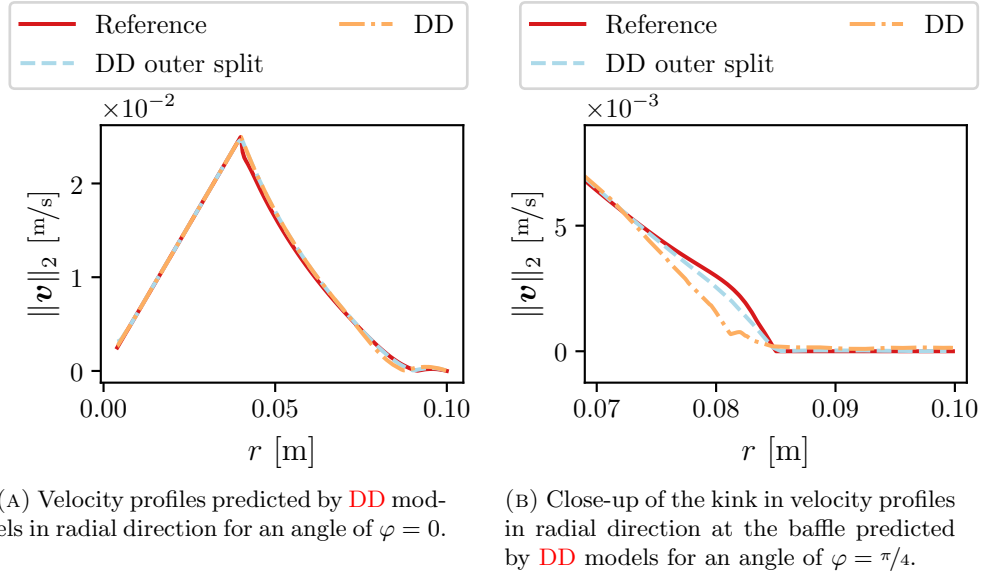 Reference
DD
DD outer split
×10⁻²
2
1
0
‖v‖₂ [m/s]
0.00
0.05
0.10
r [m]
(A) Velocity profiles predicted by DD mod-
els in radial direction for an angle of φ = 0.
Reference
DD
DD outer split
×10⁻³
5
0
‖v‖₂ [m/s]
0.07
0.08
0.09
0.10
r [m]
(B) Close-up of the kink in velocity profiles
in radial direction at the baffle predicted
by DD models for an angle of φ = π/4.